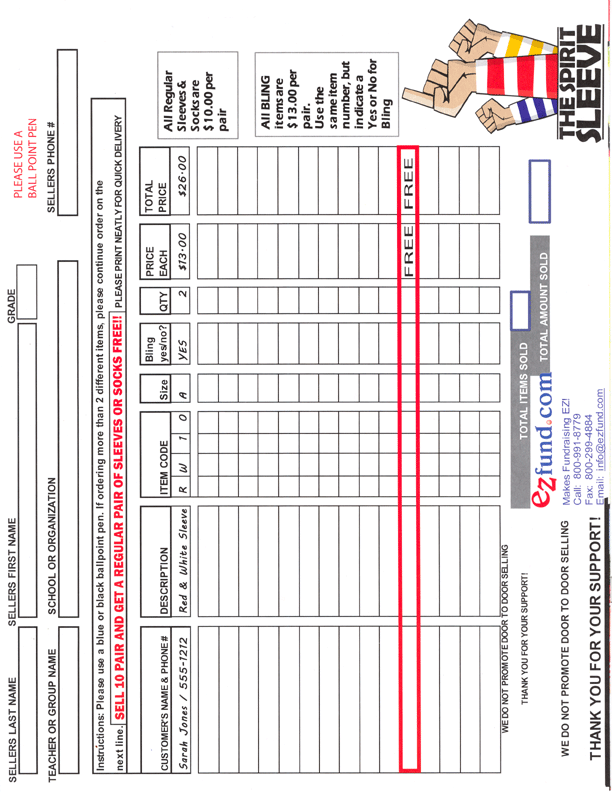 PLEASE USE A
BALL POINT PEN
SELLERS LAST NAME
SELLERS FIRST NAME
GRADE
TEACHER OR GROUP NAME
SCHOOL OR ORGANIZATION
SELLERS PHONE #
Instructions: Please use a blue or black ballpoint pen. If ordering more than 2 different items, please continue order on the
next line. SELL 10 PAIR AND GET A REGULAR PAIR OF SLEEVES OR SOCKS FREE!! PLEASE PRINT NEATLY FOR QUICK DELIVERY
CUSTOMER'S NAME & PHONE #
DESCRIPTION
ITEM CODE
Size
Bling
yes/no?
QTY
PRICE
EACH
TOTAL
PRICE
Sarah Jones / 555-1212
Red & White Sleeve
R W 1 0
A
YES
2
$13.00
$26.00
FREE
FREE
All Regular
Sleeves &
Socks are
$10.00 per
pair
All BLING
items are
$13.00 per
pair.
Use the
same item
number, but
indicate a
Yes or No for
Bling
WE DO NOT PROMOTE DOOR TO DOOR SELLING
THANK YOU FOR YOUR SUPPORT!
TOTAL ITEMS SOLD
TOTAL AMOUNT SOLD
WE DO NOT PROMOTE DOOR TO DOOR SELLING
THANK YOU FOR YOUR SUPPORT!
eZfund.com
Makes Fundraising EZ!
Call: 800-991-8779
Fax: 800-299-4884
Email: info@ezfund.com
THE SPIRIT
SLEEVE